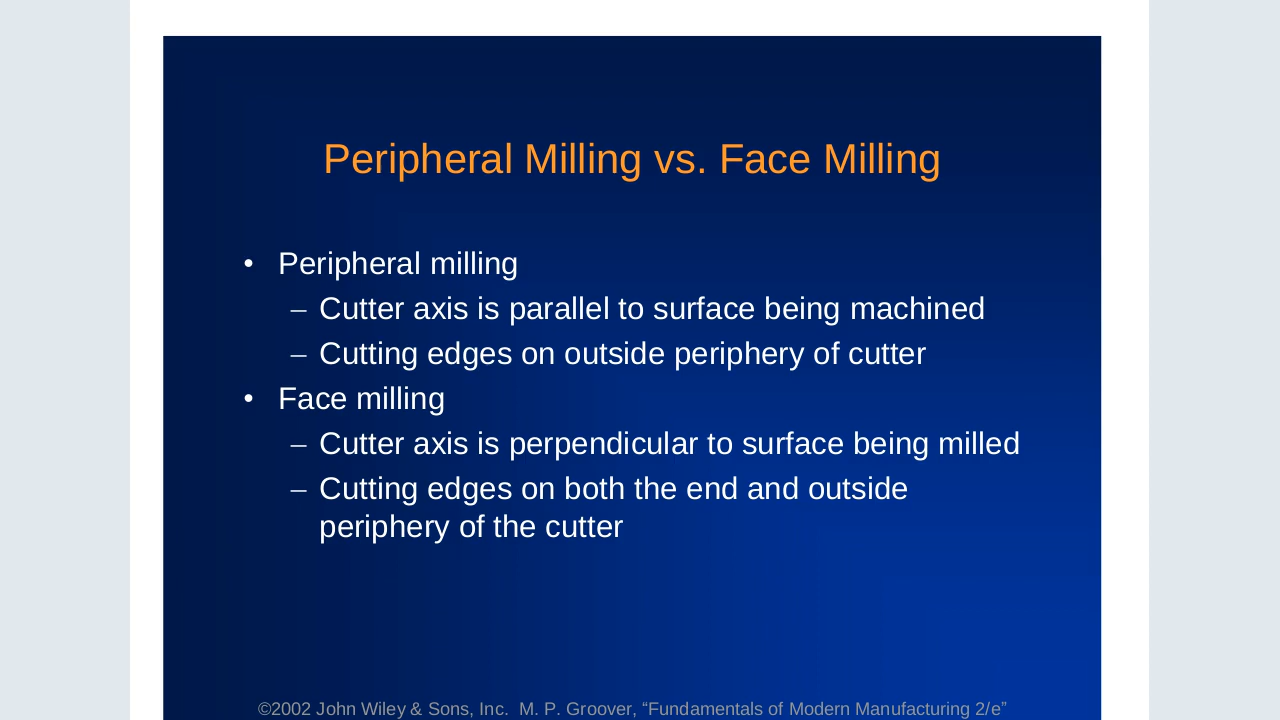 Peripheral Milling vs. Face Milling
• Peripheral milling
– Cutter axis is parallel to surface being machined
– Cutting edges on outside periphery of cutter
• Face milling
– Cutter axis is perpendicular to surface being milled
– Cutting edges on both the end and outside
periphery of the cutter
©2002 John Wiley & Sons, Inc.  M. P. Groover, “Fundamentals of Modern Manufacturing 2/e”